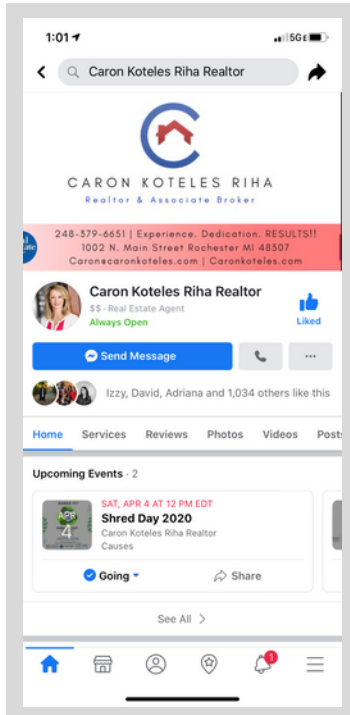 1:01
5GE
Caron Koteles Riha Realtor
CARON KOTELES RIHA
Realtor & Associate Broker
248-379-6651 | Experience. Dedication. RESULTS!!
1002 N. Main Street Rochester MI 48307
Caron@caronkoteles.com | Caronkoteles.com
Caron Koteles Riha Realtor
$$ · Real Estate Agent
Always Open
Liked
Send Message
Izzy, David, Adriana and 1,034 others like this
Home Services Reviews Photos Videos Posts
Upcoming Events · 2
APR
4
SAT, APR 4 AT 12 PM EDT
Shred Day 2020
Caron Koteles Riha Realtor
Causes
Going
Share
See All
1